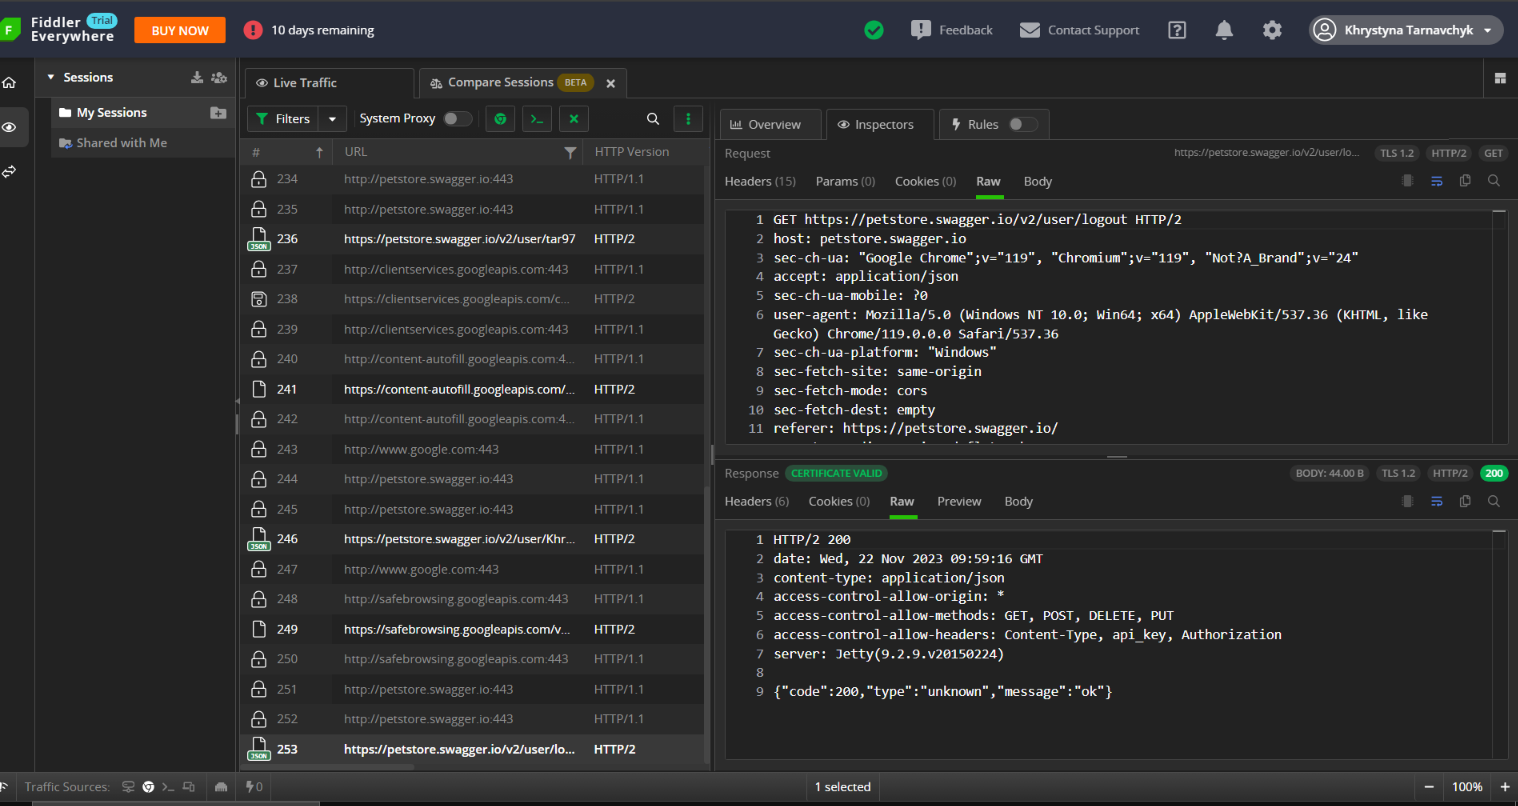 Fiddler Trial
Everywhere
BUY NOW
10 days remaining
Feedback
Contact Support
Khrystyna Tarnavchyk
Sessions
My Sessions
Shared with Me
Live Traffic
Compare Sessions BETA
Filters
System Proxy
# URL HTTP Version
234 http://petstore.swagger.io:443 HTTP/1.1
235 http://petstore.swagger.io:443 HTTP/1.1
JSON 236 https://petstore.swagger.io/v2/user/tar97 HTTP/2
237 http://clientservices.googleapis.com:443 HTTP/1.1
238 https://clientservices.googleapis.com/c... HTTP/2
239 http://clientservices.googleapis.com:443 HTTP/1.1
240 http://content-autofill.googleapis.com:4... HTTP/1.1
241 https://content-autofill.googleapis.com/... HTTP/2
242 http://content-autofill.googleapis.com:4... HTTP/1.1
243 http://www.google.com:443 HTTP/1.1
244 http://petstore.swagger.io:443 HTTP/1.1
245 http://petstore.swagger.io:443 HTTP/1.1
JSON 246 https://petstore.swagger.io/v2/user/Khr... HTTP/2
247 http://www.google.com:443 HTTP/1.1
248 http://safebrowsing.googleapis.com:443 HTTP/1.1
249 https://safebrowsing.googleapis.com/v... HTTP/2
250 http://safebrowsing.googleapis.com:443 HTTP/1.1
251 http://petstore.swagger.io:443 HTTP/1.1
252 http://petstore.swagger.io:443 HTTP/1.1
JSON 253 https://petstore.swagger.io/v2/user/lo... HTTP/2
Overview
Inspectors
Rules
Request https://petstore.swagger.io/v2/user/lo... TLS 1.2 HTTP/2 GET
Headers (15) Params (0) Cookies (0) Raw Body
1 GET https://petstore.swagger.io/v2/user/logout HTTP/2
2 host: petstore.swagger.io
3 sec-ch-ua: "Google Chrome";v="119", "Chromium";v="119", "Not?A_Brand";v="24"
4 accept: application/json
5 sec-ch-ua-mobile: ?0
6 user-agent: Mozilla/5.0 (Windows NT 10.0; Win64; x64) AppleWebKit/537.36 (KHTML, like
Gecko) Chrome/119.0.0.0 Safari/537.36
7 sec-ch-ua-platform: "Windows"
8 sec-fetch-site: same-origin
9 sec-fetch-mode: cors
10 sec-fetch-dest: empty
11 referer: https://petstore.swagger.io/
Response CERTIFICATE VALID BODY: 44.00 B TLS 1.2 HTTP/2 200
Headers (6) Cookies (0) Raw Preview Body
1 HTTP/2 200
2 date: Wed, 22 Nov 2023 09:59:16 GMT
3 content-type: application/json
4 access-control-allow-origin: *
5 access-control-allow-methods: GET, POST, DELETE, PUT
6 access-control-allow-headers: Content-Type, api_key, Authorization
7 server: Jetty(9.2.9.v20150224)
8
9 {"code":200,"type":"unknown","message":"ok"}
Traffic Sources: 0 1 selected 100%